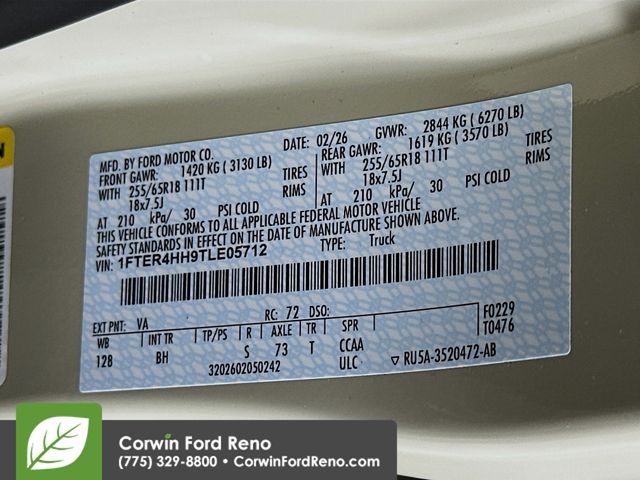 N
MFD. BY FORD MOTOR CO. DATE: 02/26 GVWR: 2844 KG ( 6270 LB)
FRONT GAWR: 1420 KG ( 3130 LB) REAR GAWR: 1619 KG ( 3570 LB)
WITH 255/65R18 111T TIRES WITH 255/65R18 111T TIRES
18x7.5J RIMS 18x7.5J RIMS
AT 210 kPa/ 30 PSI COLD AT 210 kPa/ 30 PSI COLD
THIS VEHICLE CONFORMS TO ALL APPLICABLE FEDERAL MOTOR VEHICLE
SAFETY STANDARDS IN EFFECT ON THE DATE OF MANUFACTURE SHOWN ABOVE.
VIN: 1FTER4HH9TLE05712 TYPE: Truck
EXT PNT: VA RC: 72 DSO: F0229
WB INT TR TP/PS R AXLE TR SPR T0476
128 BH S 73 T CCAA
3202602050242 ULC ▽ RU5A-3520472-AB
Corwin Ford Reno
(775) 329-8800 - CorwinFordReno.com